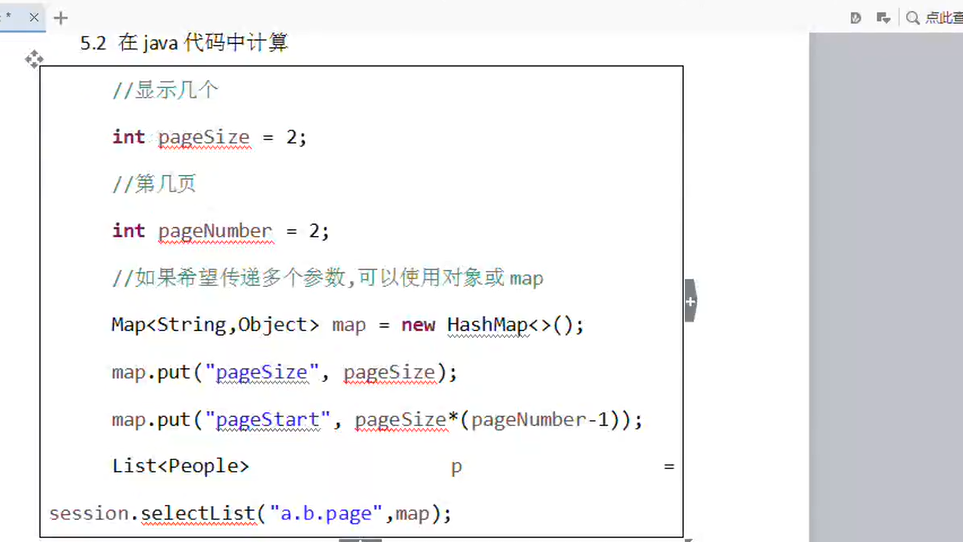 点此查
5.2 在 java 代码中计算
//显示几个
int pageSize = 2;
//第几页
int pageNumber = 2;
//如果希望传递多个参数,可以使用对象或 map
Map<String,Object> map = new HashMap<>();
map.put("pageSize", pageSize);
map.put("pageStart", pageSize*(pageNumber-1));
List<People> p =
session.selectList("a.b.page",map);